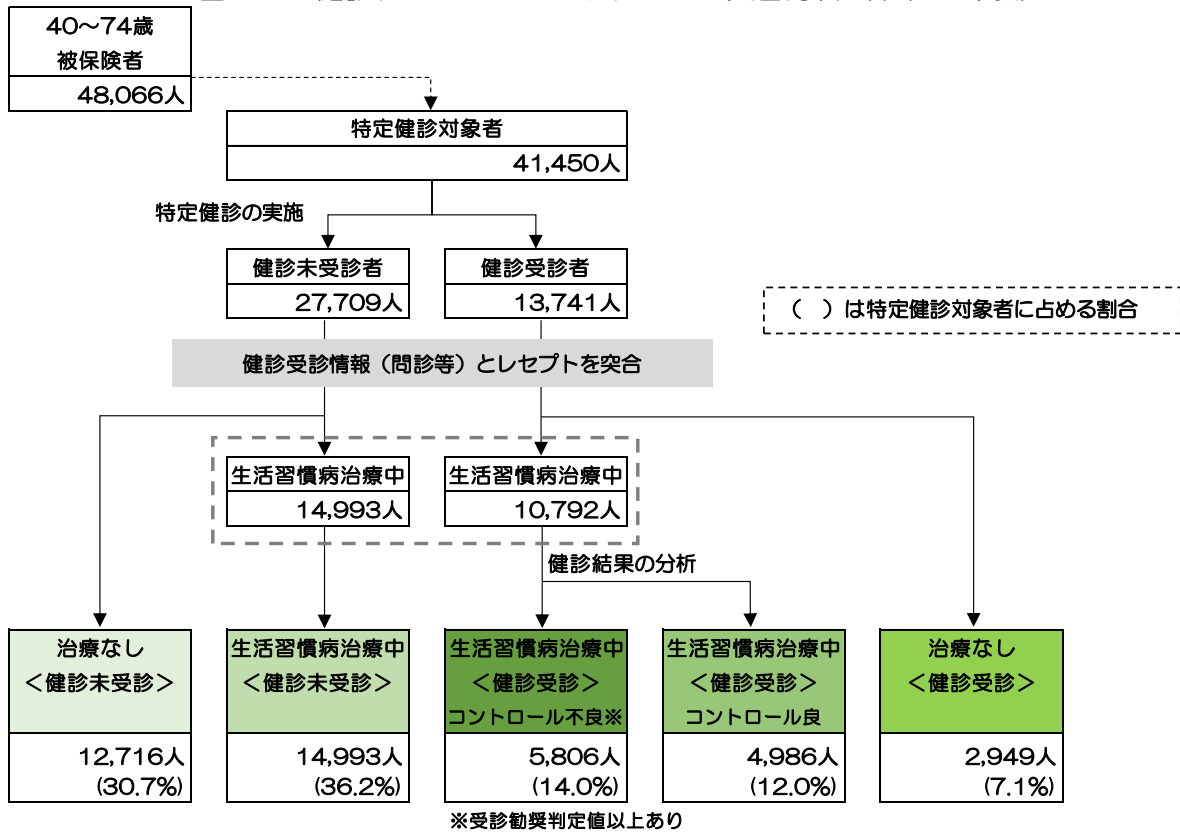 40～74歳
被保険者
48,066人
特定健診対象者
41,450人
特定健診の実施
健診未受診者
27,709人
健診受診者
13,741人
（　）は特定健診対象者に占める割合
健診受診情報（問診等）とレセプトを突合
生活習慣病治療中
14,993人
生活習慣病治療中
10,792人
健診結果の分析
治療なし
＜健診未受診＞
12,716人
(30.7%)
生活習慣病治療中
＜健診未受診＞
14,993人
(36.2%)
生活習慣病治療中
＜健診受診＞
コントロール不良※
5,806人
(14.0%)
生活習慣病治療中
＜健診受診＞
コントロール良
4,986人
(12.0%)
治療なし
＜健診受診＞
2,949人
(7.1%)
※受診勧奨判定値以上あり